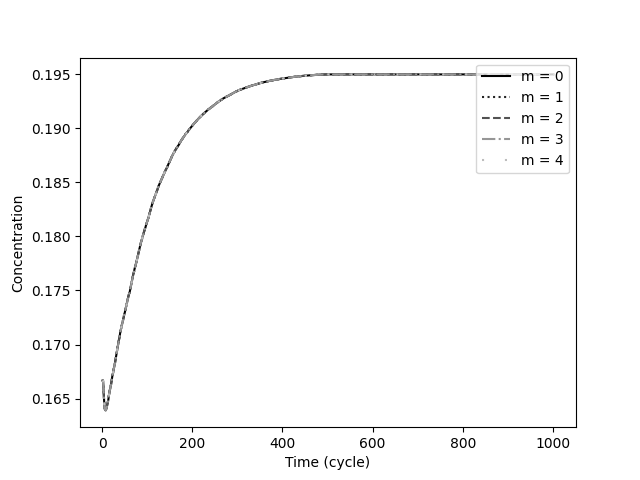 0.195
0.190
0.185
0.180
0.175
0.170
0.165
Concentration
0
200
400
600
800
1000
Time (cycle)
m = 0
m = 1
m = 2
m = 3
m = 4